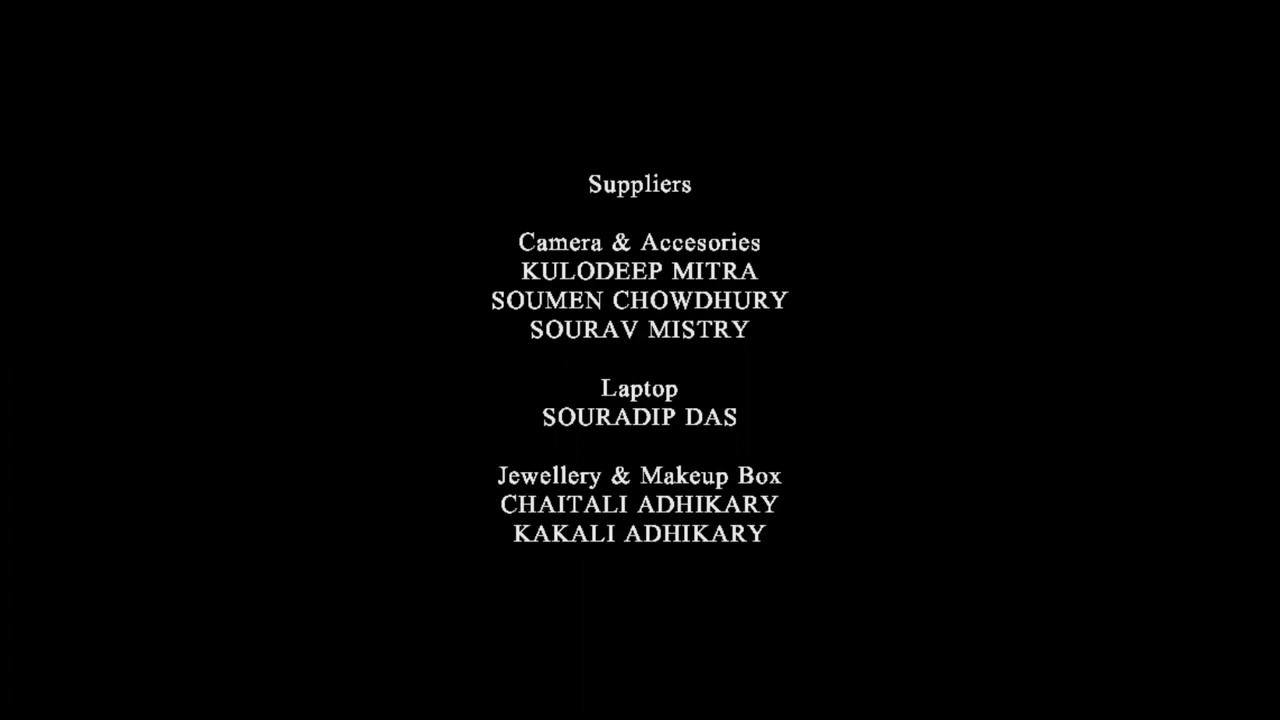 Suppliers
Camera & Accesories
KULODEEP MITRA
SOUMEN CHOWDHURY
SOURAV MISTRY
Laptop
SOURADIP DAS
Jewellery & Makeup Box
CHAITALI ADHIKARY
KAKALI ADHIKARY